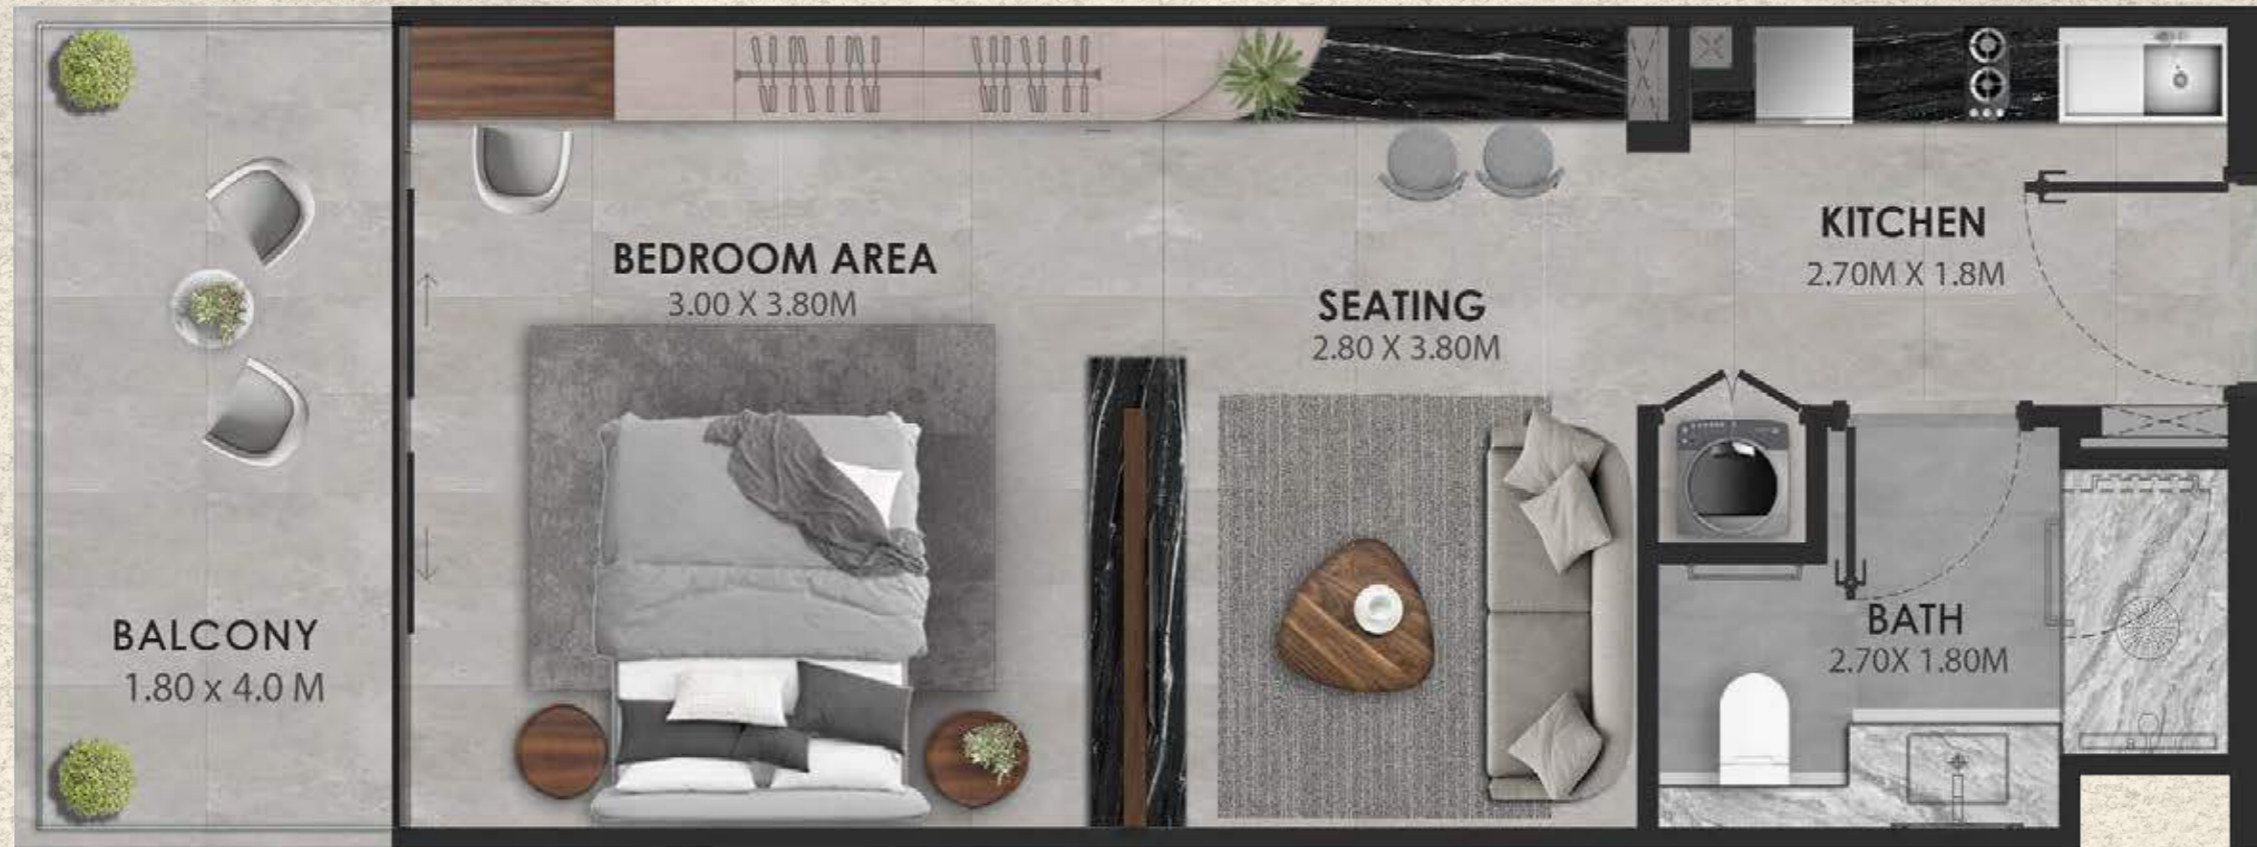 BEDROOM AREA
3.00 X 3.80M
SEATING
2.80 X 3.80M
KITCHEN
2.70M X 1.8M
BALCONY
1.80 x 4.0 M
BATH
2.70X 1.80M